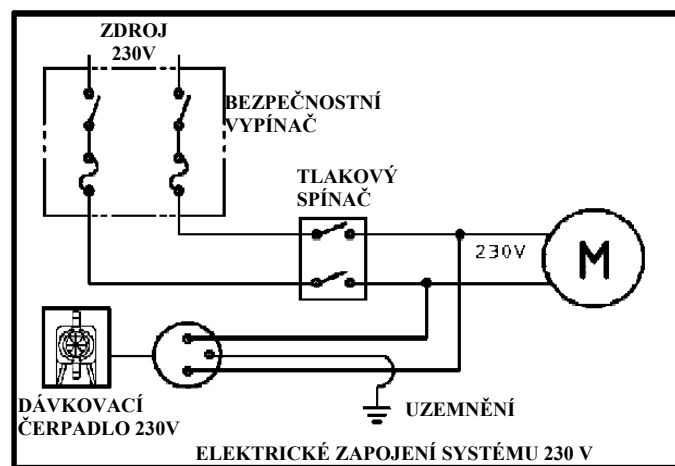 ZDROJ
230V
BEZPEČNOSTNÍ
VYPÍNAČ
TLAKOVÝ
SPÍNAČ
230V
M
DÁVKOVACÍ
ČERPADLO 230V
UZEMNĚNÍ
ELEKTRICKÉ ZAPOJENÍ SYSTÉMU 230 V